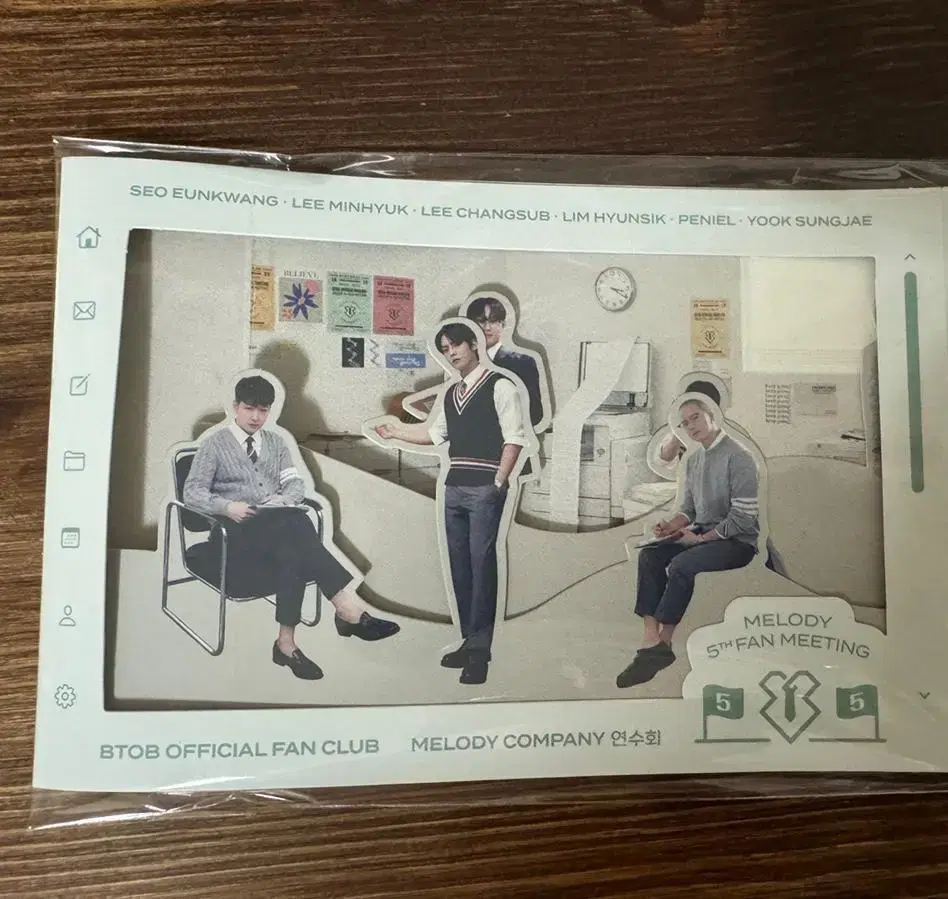 SEO EUNKWANG · LEE MINHYUK · LEE CHANGSUB · LIM HYUNSIK · PENIEL · YOOK SUNGJAE
BELIEVE
MELODY
5TH FAN MEETING
5 5
BTOB OFFICIAL FAN CLUB MELODY COMPANY 연수회